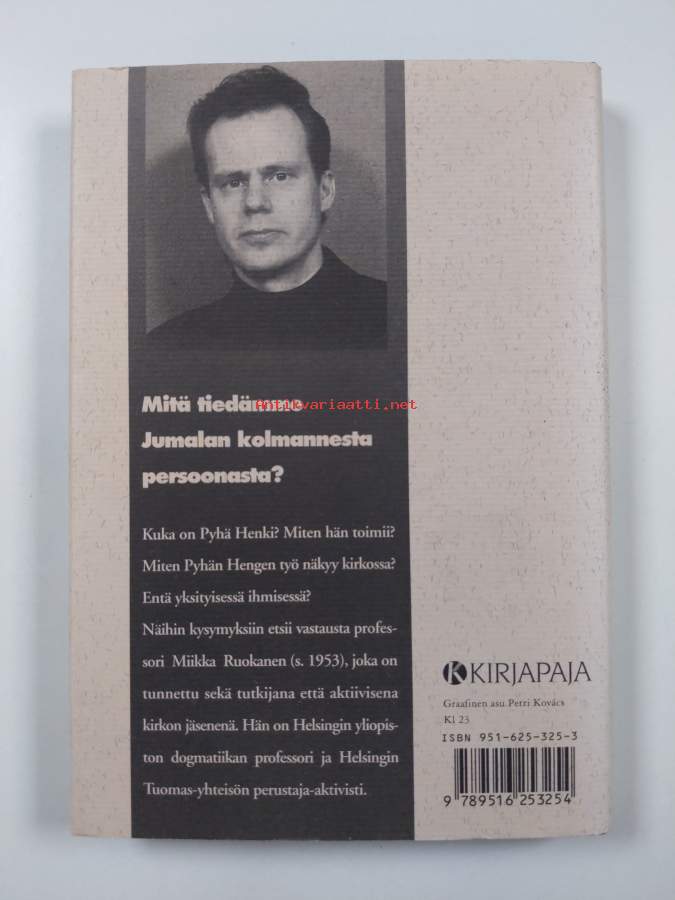 Mitä tiedämme
Antikvariaatti.net
Jumalan kolmannesta
persoonasta?
Kuka on Pyhä Henki? Miten hän toimii?
Miten Pyhän Hengen työ näkyy kirkossa?
Entä yksityisessä ihmisessä?
Näihin kysymyksiin etsii vastausta profes-
sori Miikka Ruokanen (s. 1953), joka on
tunnettu sekä tutkijana että aktiivisena
kirkon jäsenenä. Hän on Helsingin yliopis-
ton dogmatiikan professori ja Helsingin
Tuomas-yhteisön perustaja-aktivisti.
KIRJAPAJA
Graafinen asu Petri Kovács
Kl 23
ISBN 951-625-325-3
9 789516 253254